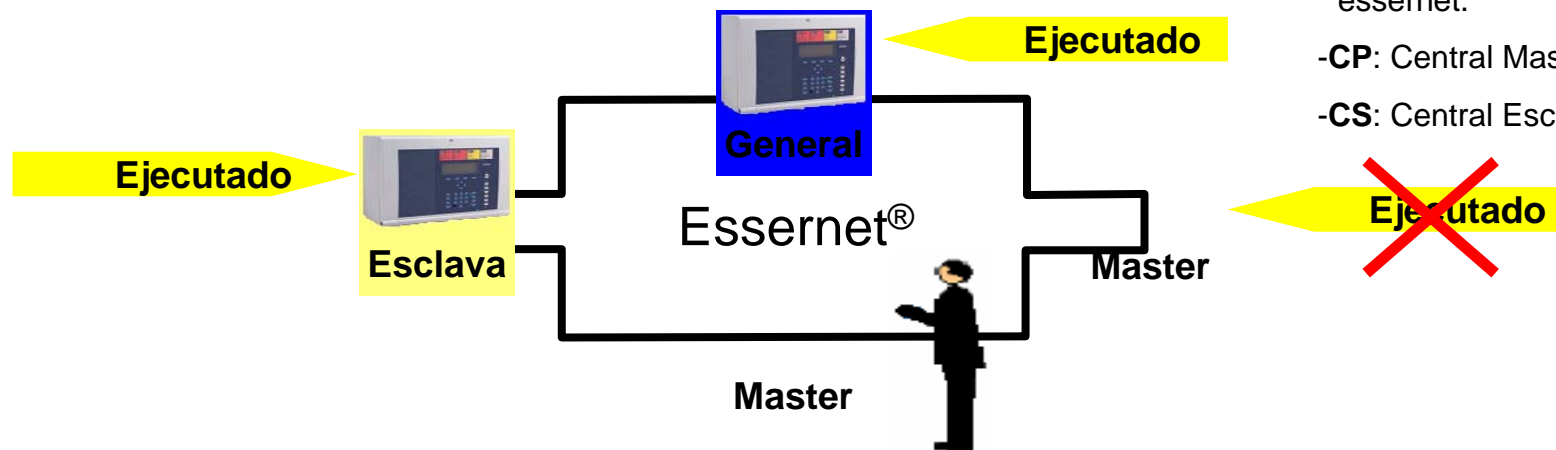 essernet.
Ejecutado
-CP: Central Mas
-CS: Central Esc
General
Ejecutado
Ejecutado
Essernet®
Esclava
Master
Master